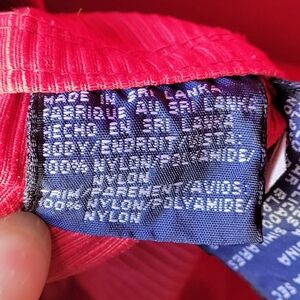 MADE IN SRI LANKA
FABRIQUE AU SRI LANKA
HECHO EN SRI LANKA
BODY/ENDROIT/VISTA:
100% NYLON/POLYAMIDE/
NYLON
TRIM/PAREMENT/AVIOS:
100% NYLON/POLYAMIDE/
NYLON